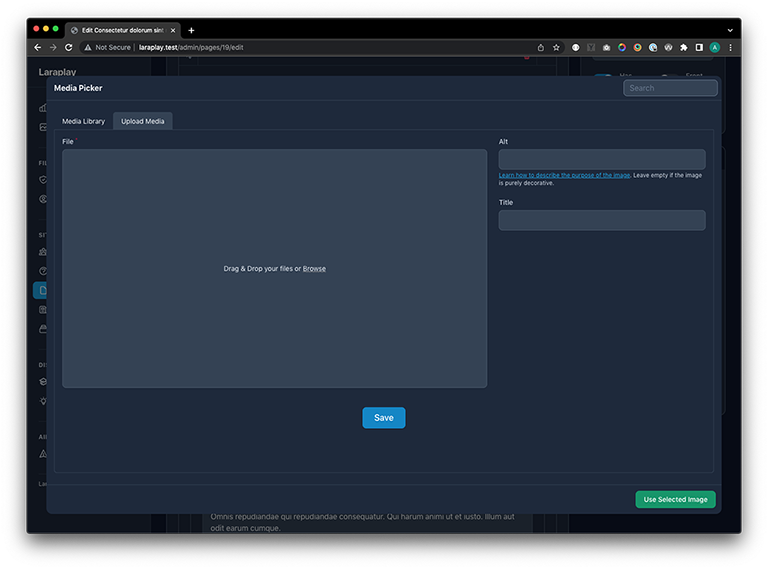 Edit Consectetur dolorum sint
Not Secure | laraplay.test/admin/pages/19/edit
Laraplay
Media Picker
Search
Media Library
Upload Media
File
Alt
Drag & Drop your files or Browse
Learn how to describe the purpose of the image. Leave empty if the image
is purely decorative.
Title
Save
Use Selected Image
Omnis repudiandae qui repudiandae consequatur. Qui harum animi ut et iusto. Illum aut
odit earum cumque.